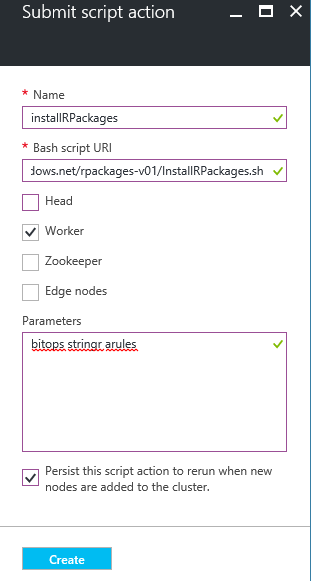 Submit script action
* Name
installRPackages
* Bash script URI
dows.net/rpackages-v01/InstallRPackages.sh
Head
Worker
Zookeeper
Edge nodes
Parameters
bitops stringr arules
Persist this script action to rerun when new
nodes are added to the cluster.
Create